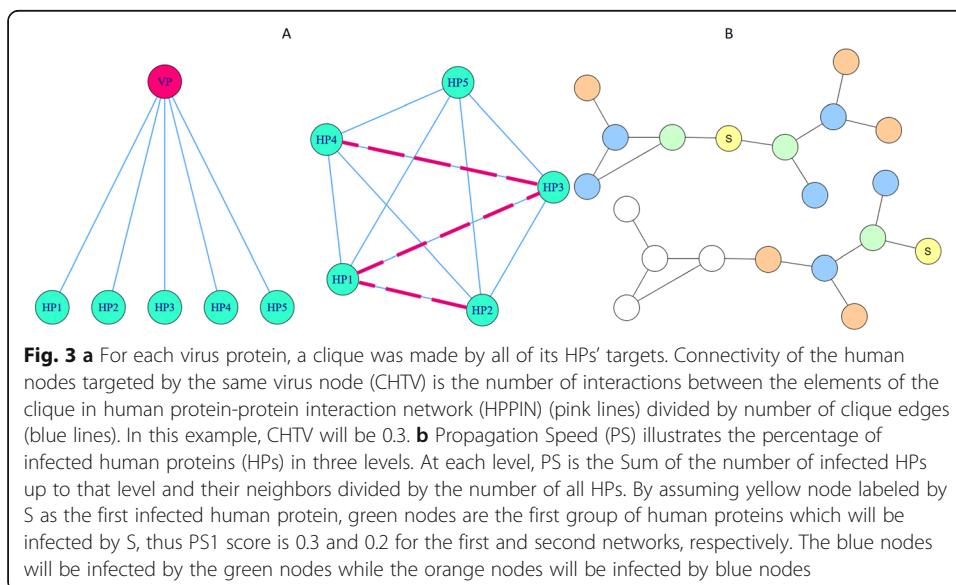 A
B
VP
HP1
HP2
HP3
HP4
HP5
HP5
HP4
HP3
HP1
HP2
S
S
Fig. 3 a For each virus protein, a clique was made by all of its HPs’ targets. Connectivity of the human
nodes targeted by the same virus node (CHTV) is the number of interactions between the elements of the
clique in human protein-protein interaction network (HPPIN) (pink lines) divided by number of clique edges
(blue lines). In this example, CHTV will be 0.3. b Propagation Speed (PS) illustrates the percentage of
infected human proteins (HPs) in three levels. At each level, PS is the Sum of the number of infected HPs
up to that level and their neighbors divided by the number of all HPs. By assuming yellow node labeled by
S as the first infected human protein, green nodes are the first group of human proteins which will be
infected by S, thus PS1 score is 0.3 and 0.2 for the first and second networks, respectively. The blue nodes
will be infected by the green nodes while the orange nodes will be infected by blue nodes